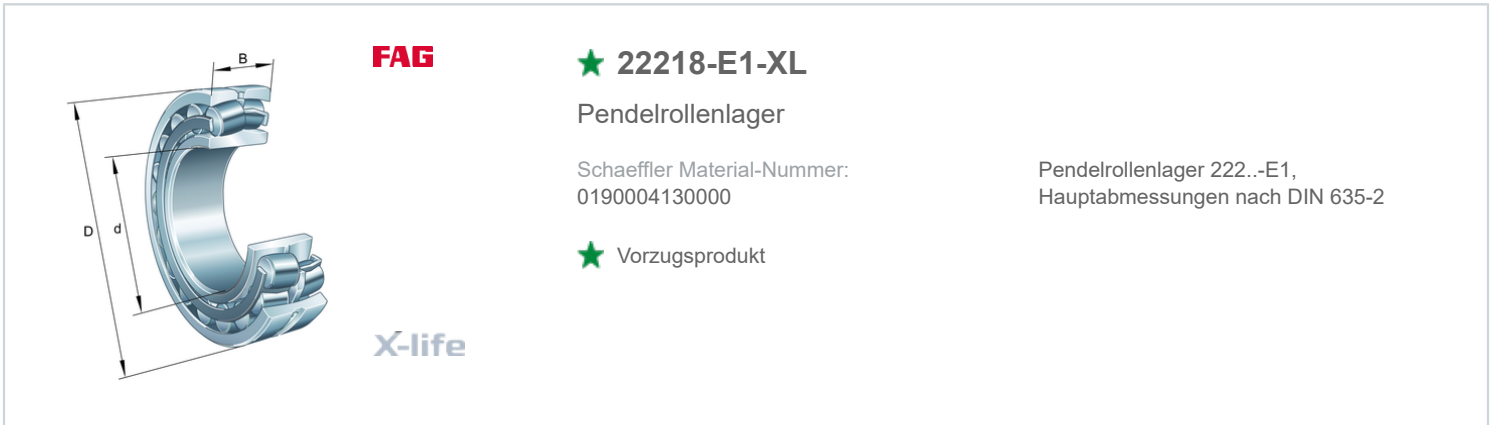 B
D
d
FAG
X-life
22218-E1-XL
Pendelrollenlager
Schaeffler Material-Nummer:
0190004130000
Vorzugsprodukt
Pendelrollenlager 222..-E1,
Hauptabmessungen nach DIN 635-2